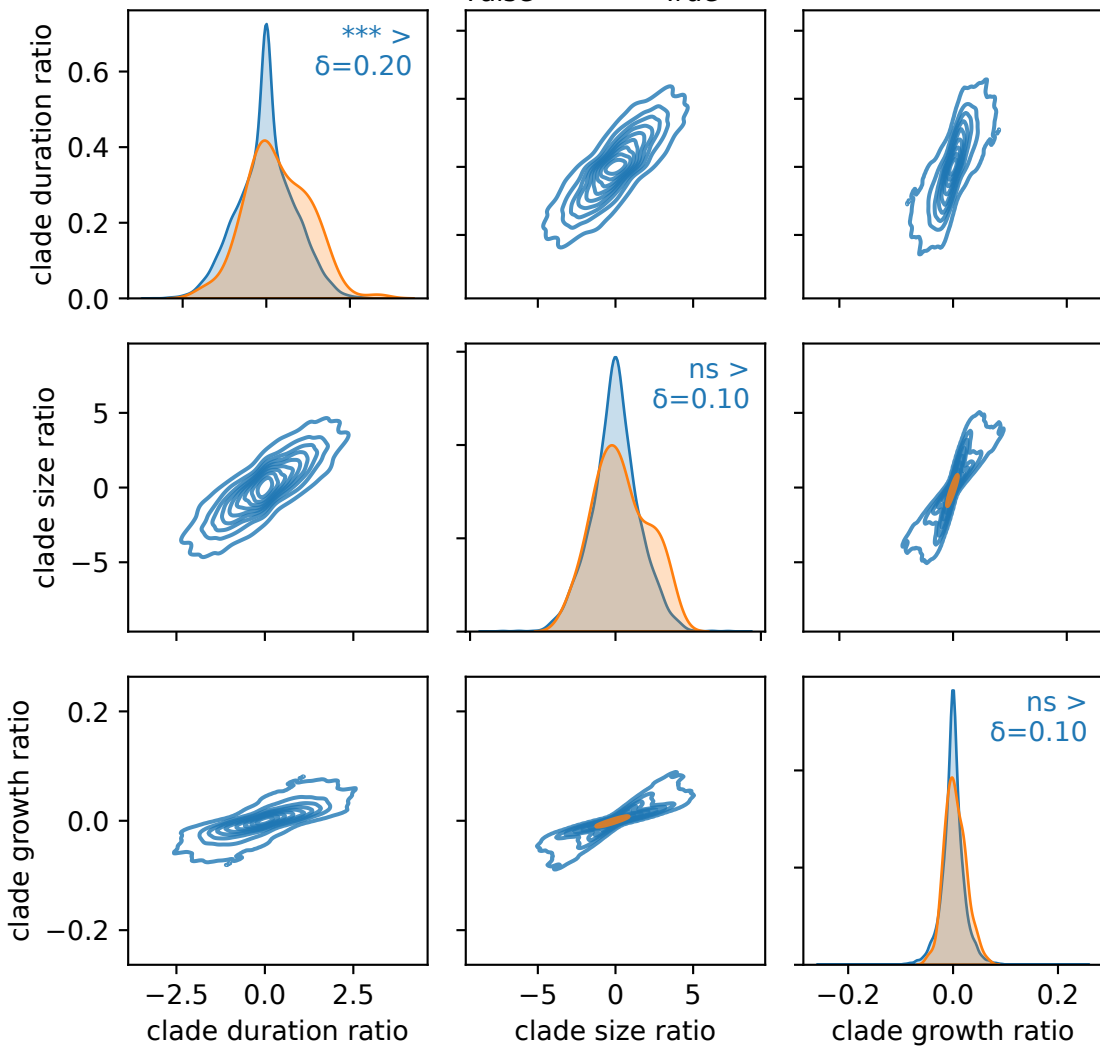 *** >
δ=0.20
clade duration ratio
0.6
0.4
0.2
0.0
ns >
δ=0.10
clade size ratio
5
0
−5
ns >
δ=0.10
clade growth ratio
0.2
0.0
−0.2
−2.5 0.0 2.5 −5 0 5 −0.2 0.0 0.2
clade duration ratio clade size ratio clade growth ratio